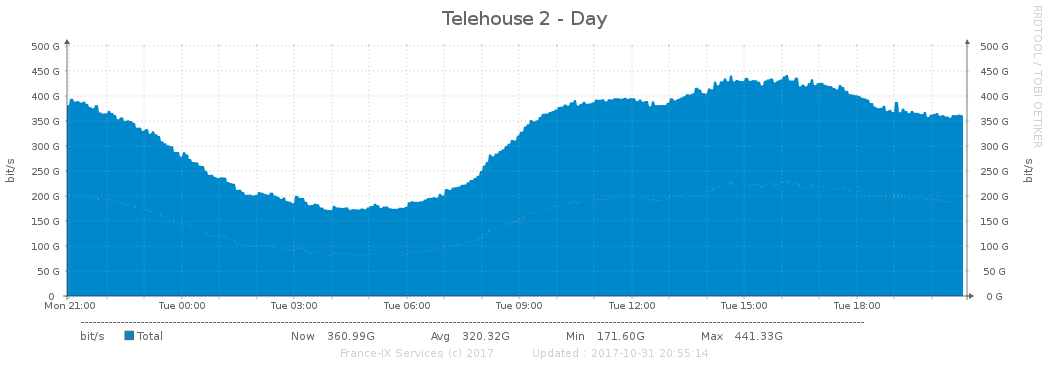 Telehouse 2 - Day
RRDTOOL / TOBI OETIKER
bit/s
500 G 500 G
450 G 450 G
400 G 400 G
350 G 350 G
300 G 300 G
250 G 250 G
200 G 200 G
150 G 150 G
100 G 100 G
50 G 50 G
0 0 G
bit/s
Mon 21:00 Tue 00:00 Tue 03:00 Tue 06:00 Tue 09:00 Tue 12:00 Tue 15:00 Tue 18:00
bit/s Total Now 360.99G Avg 320.32G Min 171.60G Max 441.33G
France-IX Services (c) 2017 Updated : 2017-10-31 20:55:14